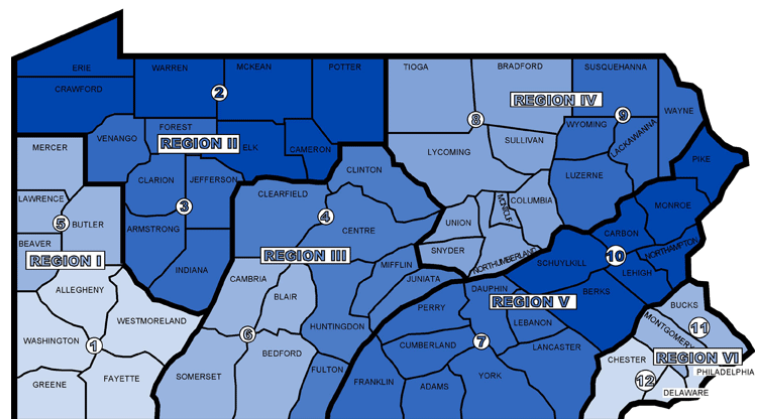 ERIE
WARREN
MCKEAN
POTTER
TIOGA
BRADFORD
SUSQUEHANNA
CRAWFORD
2
REGION IV
WAYNE
8
9
VENANGO
FOREST
WYOMING
LACKAWANNA
REGION II
MERCER
ELK
CAMERON
LYCOMING
SULLIVAN
PIKE
CLINTON
LUZERNE
CLARION
JEFFERSON
CLEARFIELD
LAWRENCE
COLUMBIA
MONROE
3
4
5
BUTLER
UNION
CENTRE
ARMSTRONG
CARBON
BEAVER
SNYDER
NORTHUMBERLAND
NORTHAMPTON
REGION I
REGION III
10
MIFFLIN
SCHUYLKILL
LEHIGH
INDIANA
CAMBRIA
JUNIATA
ALLEGHENY
DAUPHIN
BERKS
BLAIR
REGION V
BUCKS
PERRY
WESTMORELAND
LEBANON
MONTGOMERY
11
HUNTINGDON
6
WASHINGTON
1
CUMBERLAND
7
LANCASTER
REGION VI
BEDFORD
CHESTER
FULTON
PHILADELPHIA
SOMERSET
FAYETTE
GREENE
FRANKLIN
ADAMS
YORK
12
DELAWARE